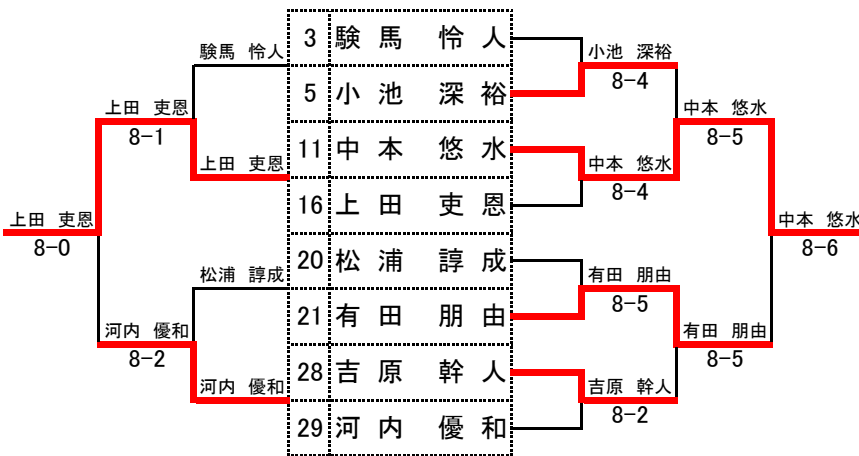 3 験馬 怜人
5 小池 深裕
11 中本 悠水
16 上田 吏恩
20 松浦 諄成
21 有田 朋由
28 吉原 幹人
29 河内 優和
験馬 怜人
上田 吏恩
8-1
上田 吏恩
上田 吏恩
8-0
松浦 諄成
河内 優和
8-2
河内 優和
小池 深裕
8-4
中本 悠水
8-5
中本 悠水
8-4
中本 悠水
8-6
有田 朋由
8-5
有田 朋由
8-5
吉原 幹人
8-2